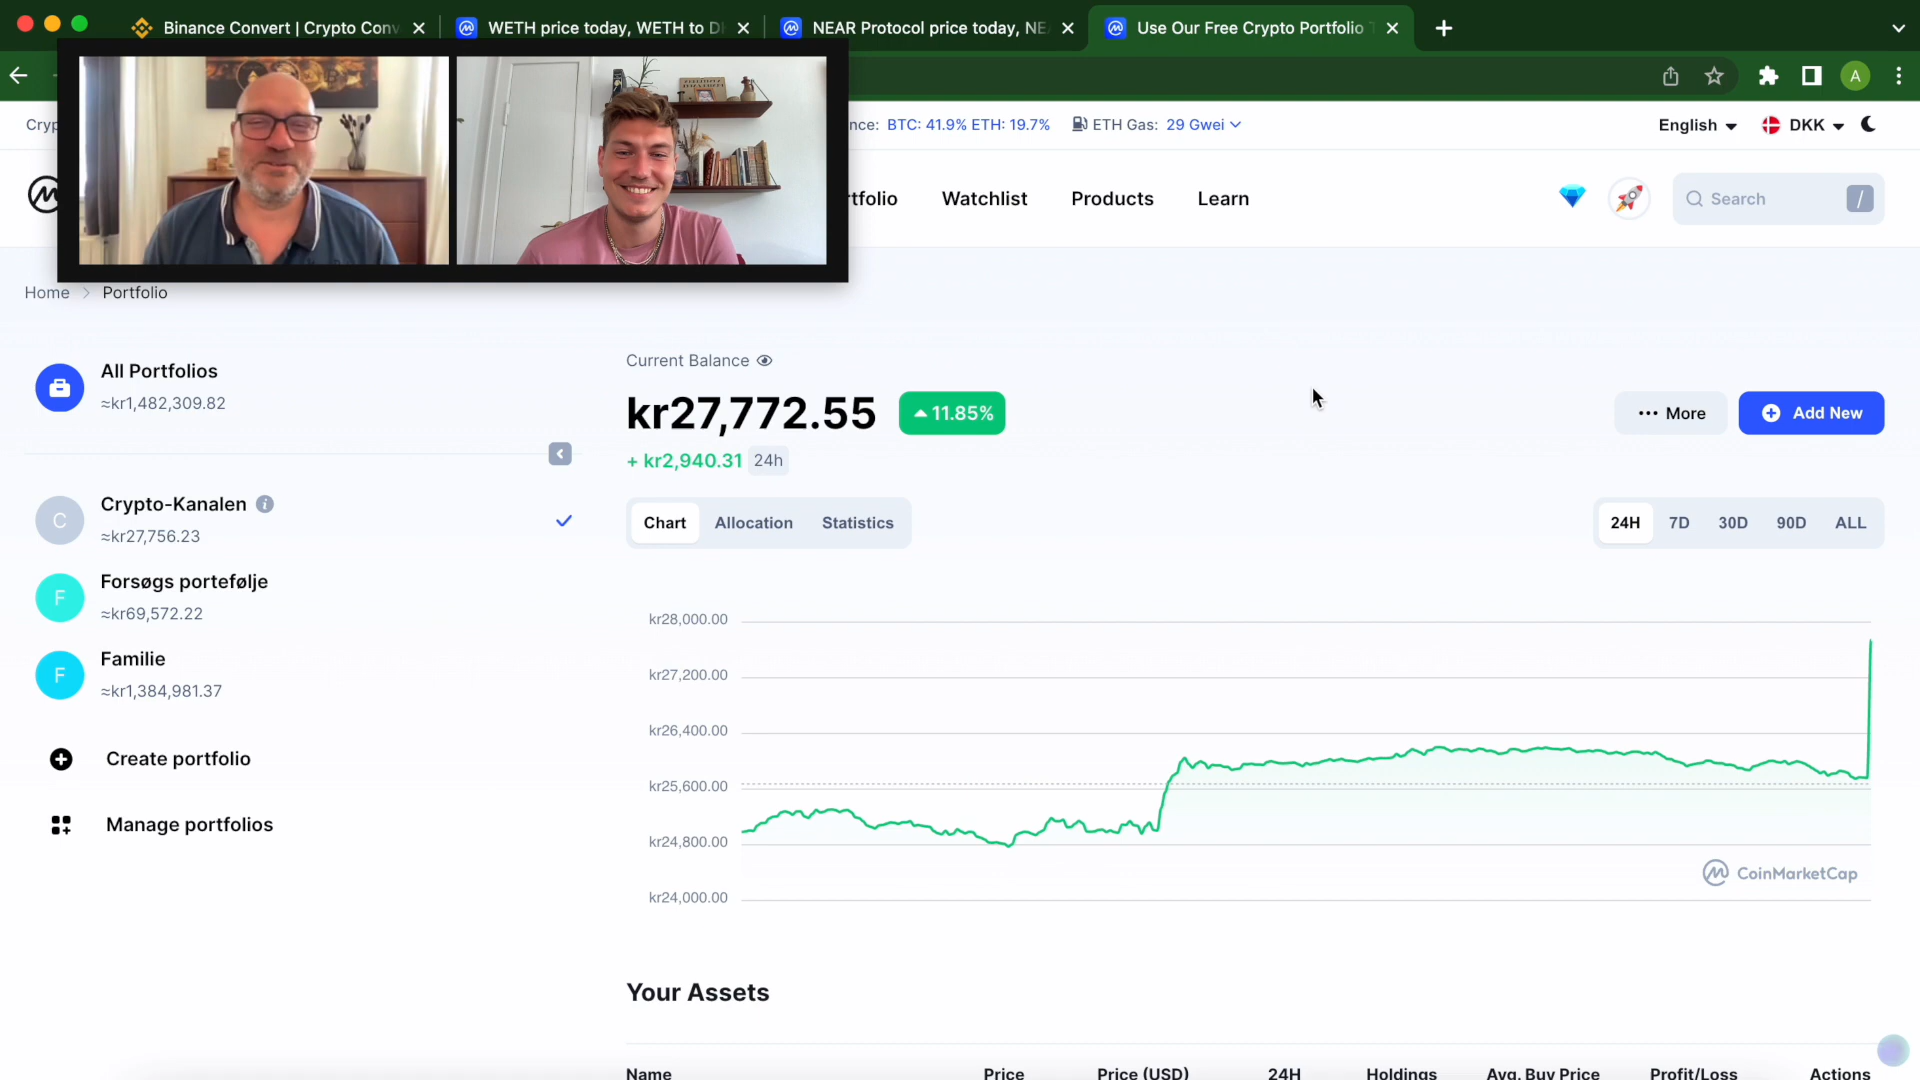 Binance Convert | Crypto Conv
WETH price today, WETH to D
NEAR Protocol price today, NE
Use Our Free Crypto Portfolio T
A
Cryp
nce: BTC: 41.9% ETH: 19.7%
ETH Gas: 29 Gwei
English
DKK
tfolio
Watchlist
Products
Learn
Search
/
Home > Portfolio
All Portfolios
≈kr1,482,309.82
C
Crypto-Kanalen
≈kr27,756.23
F
Forsøgs portefølje
≈kr69,572.22
F
Familie
≈kr1,384,981.37
Create portfolio
Manage portfolios
Current Balance
kr27,772.55
11.85%
+ kr2,940.31 24h
More
Add New
Chart
Allocation
Statistics
24H
7D
30D
90D
ALL
kr28,000.00
kr27,200.00
kr26,400.00
kr25,600.00
kr24,800.00
kr24,000.00
CoinMarketCap
Your Assets
Name
Price
Price (USD)
24H
Holdings
Avg. Buy Price
Profit/Loss
Actions